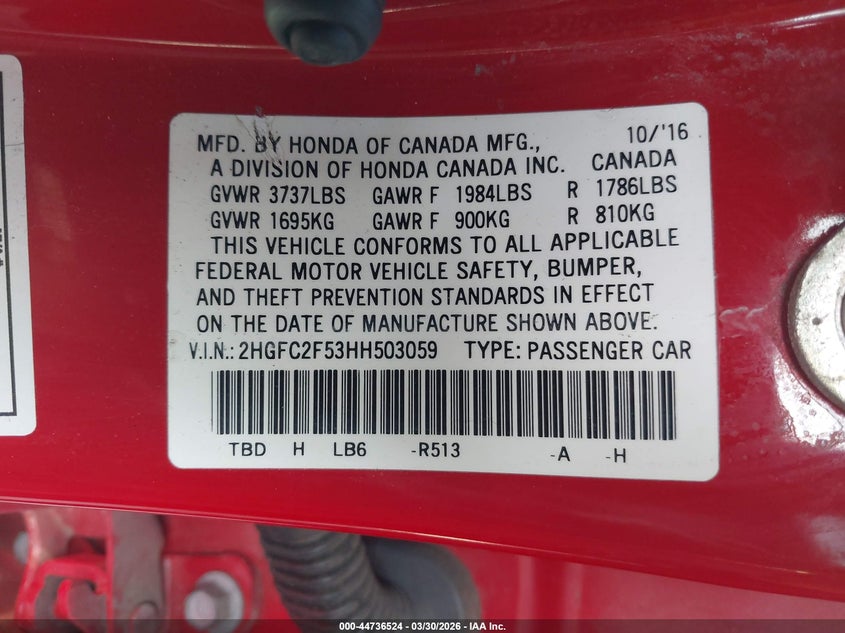 MFD. BY HONDA OF CANADA MFG., 10/'16
A DIVISION OF HONDA CANADA INC. CANADA
GVWR 3737LBS GAWR F 1984LBS R 1786LBS
GVWR 1695KG GAWR F 900KG R 810KG
THIS VEHICLE CONFORMS TO ALL APPLICABLE
FEDERAL MOTOR VEHICLE SAFETY, BUMPER,
AND THEFT PREVENTION STANDARDS IN EFFECT
ON THE DATE OF MANUFACTURE SHOWN ABOVE.
V.I.N.: 2HGFC2F53HH503059 TYPE: PASSENGER CAR
TBD H LB6 -R513 -A -H
000-44736524 | 03/30/2026 | IAA Inc.